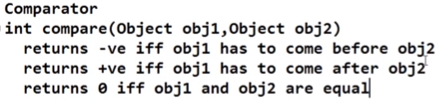 Comparator
int compare(Object obj1,Object obj2)
returns -ve iff obj1 has to come before obj2
returns +ve iff obj1 has to come after obj2
returns 0 iff obj1 and obj2 are equal